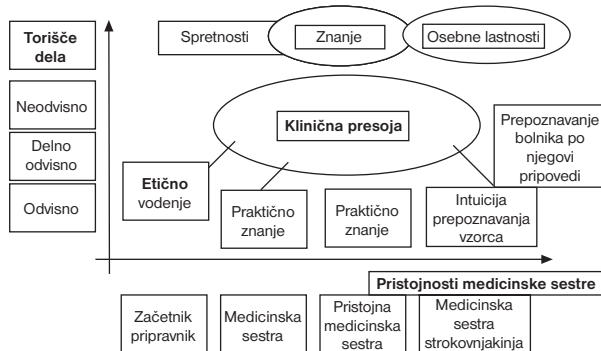 Torišče
dela
Spretnosti
Znanje
Osebne lastnosti
Neodvisno
Delno
odvisno
Odvisno
Klinična presoja
Prepoznavanje
bolnika po
njegovi
pripovedi
Etično
vodenje
Praktično
znanje
Praktično
znanje
Intuicija
prepoznavanja
vzorca
Pristojnosti medicinske sestre
Začetnik
pripravnik
Medicinska
sestra
Pristojna
medicinska
sestra
Medicinska
sestra
strokovnjakinja